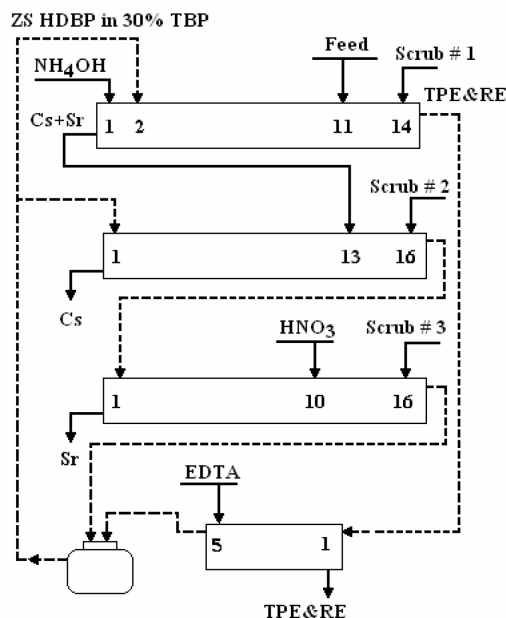 ZS HDBP in 30% TBP
NH4OH
Feed
Scrub # 1
TPE&RE
Cs+Sr
1 2 11 14
Scrub # 2
1 13 16
Cs
HNO3
Scrub # 3
1 10 16
Sr
EDTA
5 1
TPE&RE